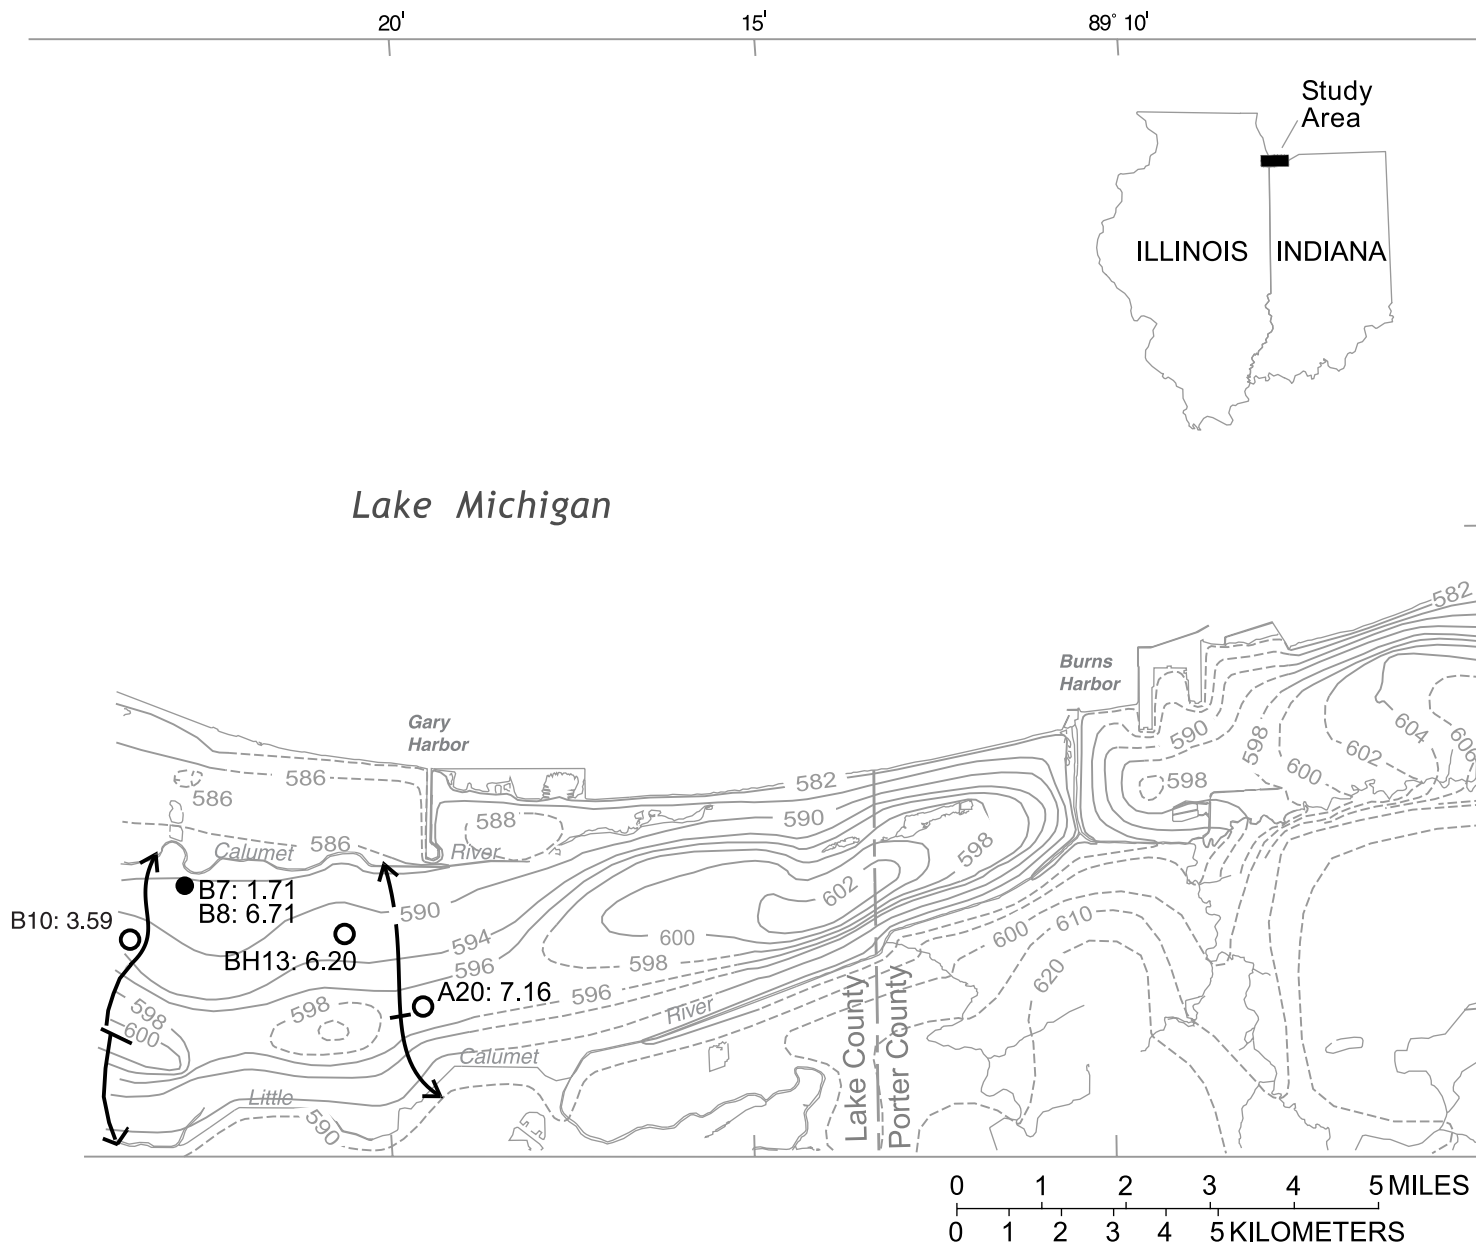 20'
15'
89° 10'
Study
Area
ILLINOIS
INDIANA
Lake Michigan
582
Burns
Harbor
Gary
Harbor
590
598
604
606
602
600
598
586
586
582
588
590
586
Calumet
River
598
B7: 1.71
B8: 6.71
602
B10: 3.59
590
594
600
610
600
BH13: 6.20
596
598
620
A20: 7.16
596
598
598
600
River
Calumet
Lake County
Porter County
Little
590
0 1 2 3 4 5 MILES
0 1 2 3 4 5 KILOMETERS